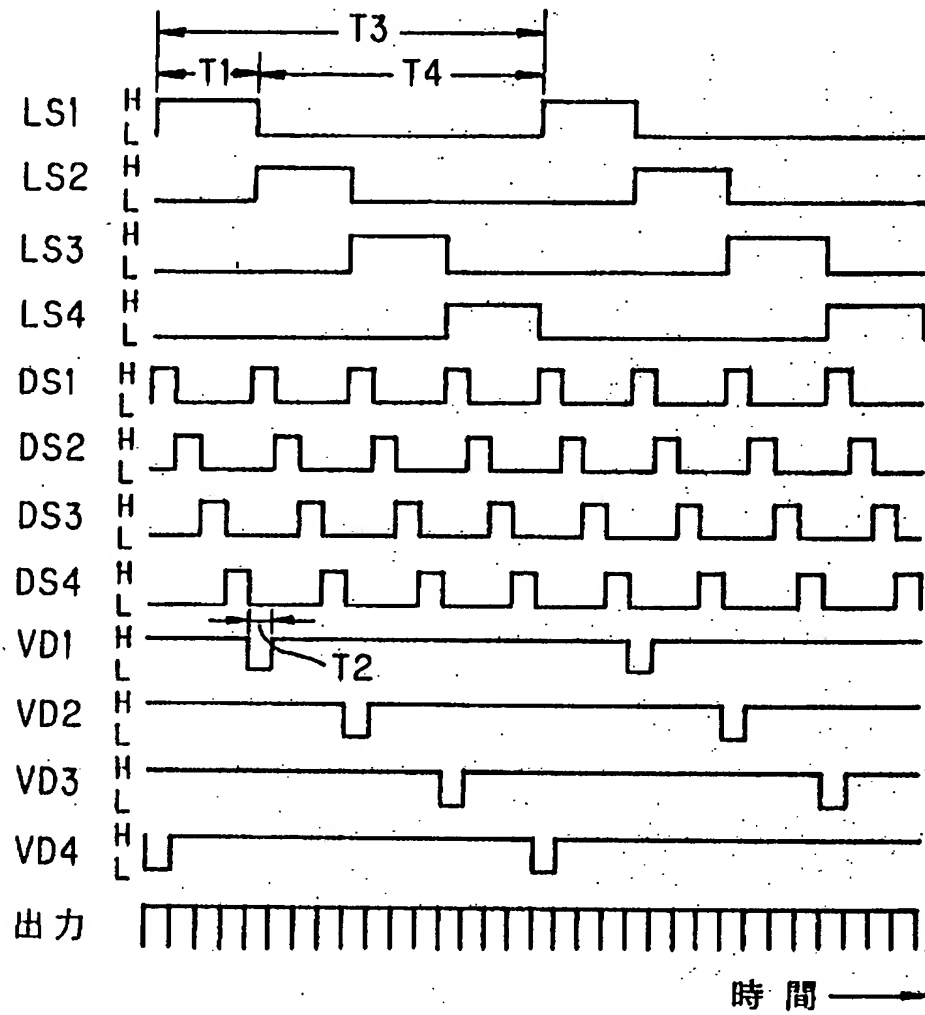 T3
T1 T4
LS1 H L
LS2 H L
LS3 H L
LS4 H L
DS1 H L
DS2 H L
DS3 H L
DS4 H L
VD1 H L
T2
VD2 H L
VD3 H L
VD4 H L
出力
時間